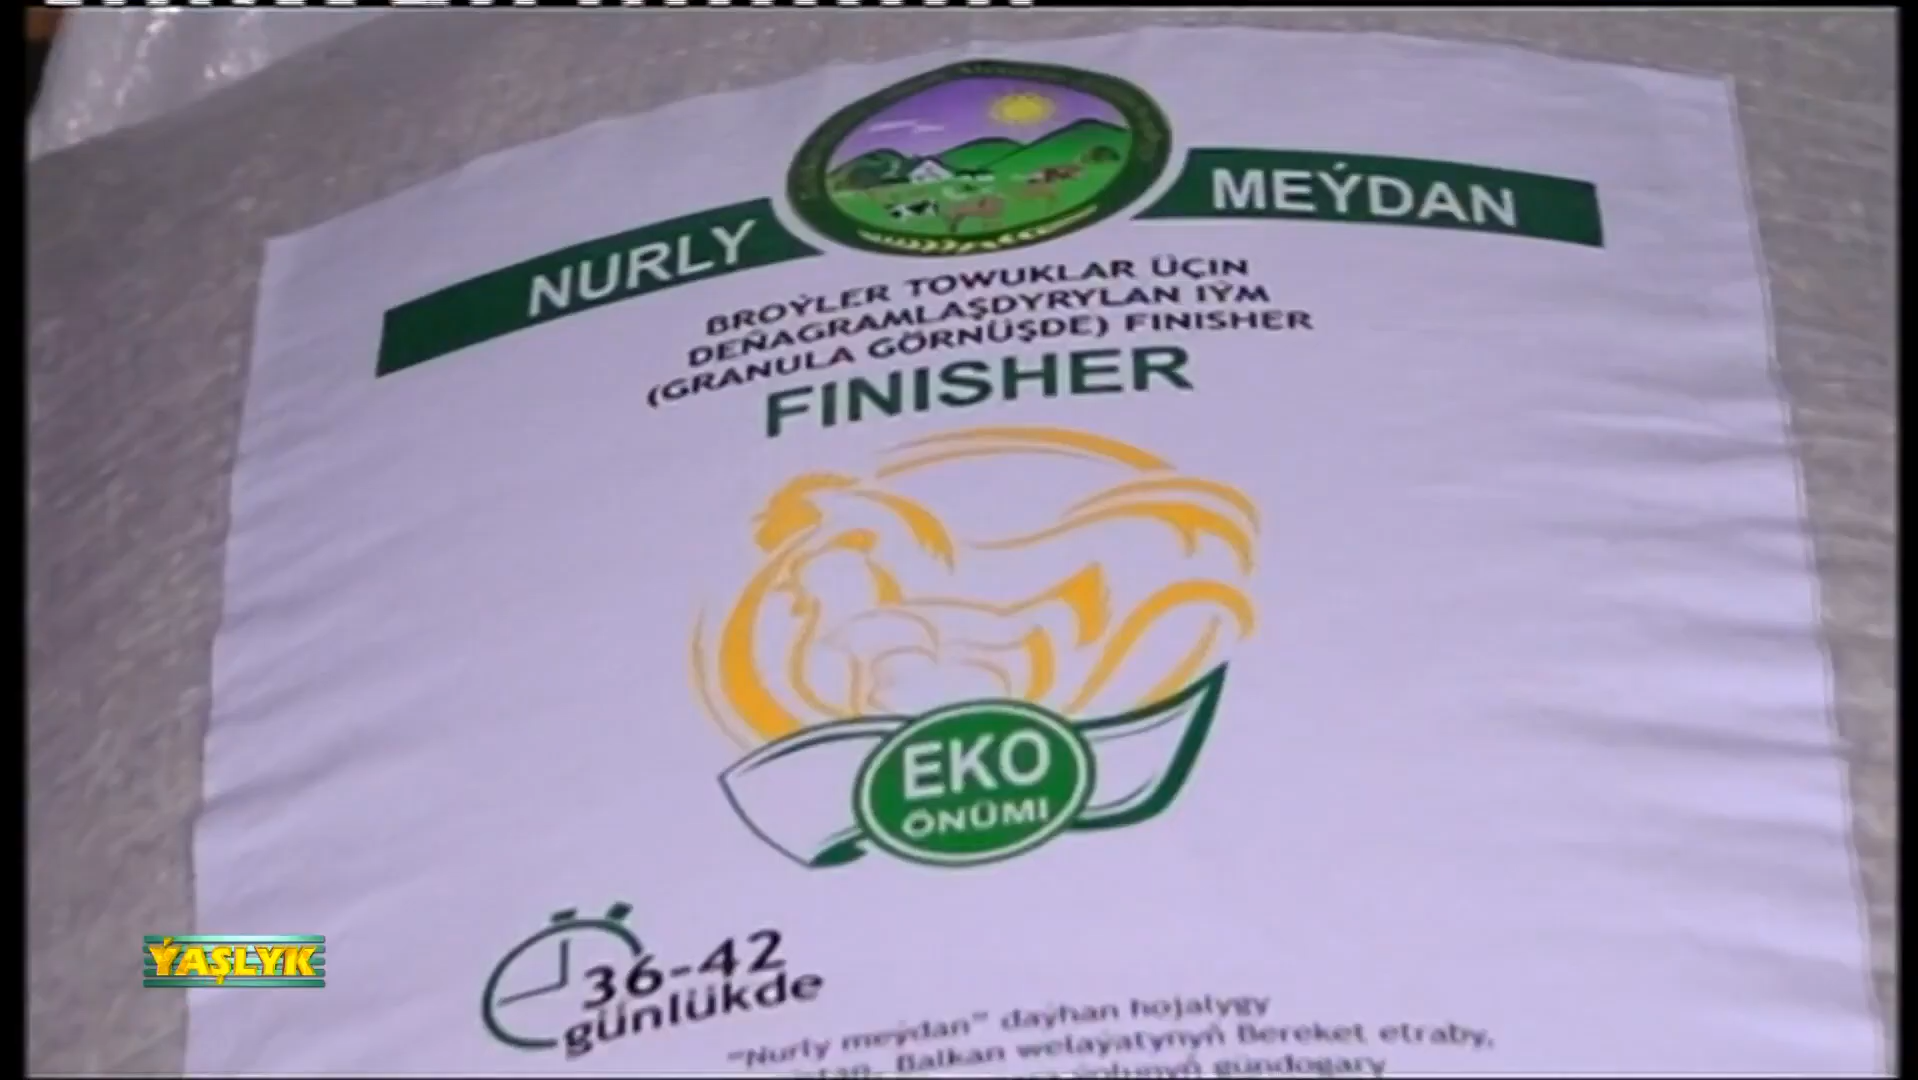 NURLY
MEÝDAN
BROÝLER TOWUKLAR ÜÇIN
DEŇAGRAMLAŞDYRYLAN IÝM
(GRANULA GÖRNÜŞDE) FINISHER
FINISHER
EKO
ÖNÜMI
36-42
günlükde
"Nurly meýdan" daýhan hojalygy
Balkan welaýatynyň Bereket etraby,
ýolunyň gündogary
ÝAŞLYK